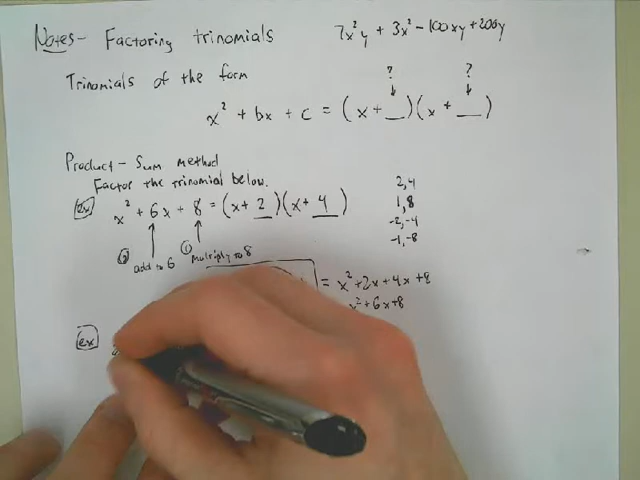 Notes- Factoring trinomials
7x²y + 3x² - 100xy + 200y
Trinomials of the form
? ?
x² + bx + c = (x + __)(x + __)
Product - Sum method
Factor the trinomial below.
ex x² + 6x + 8 = (x + 2)(x + 4)
2, 4
1, 8
-2, -4
-1, -8
② add to 6
① multiply to 8
= x² + 2x + 4x + 8
x² + 6x + 8
ex